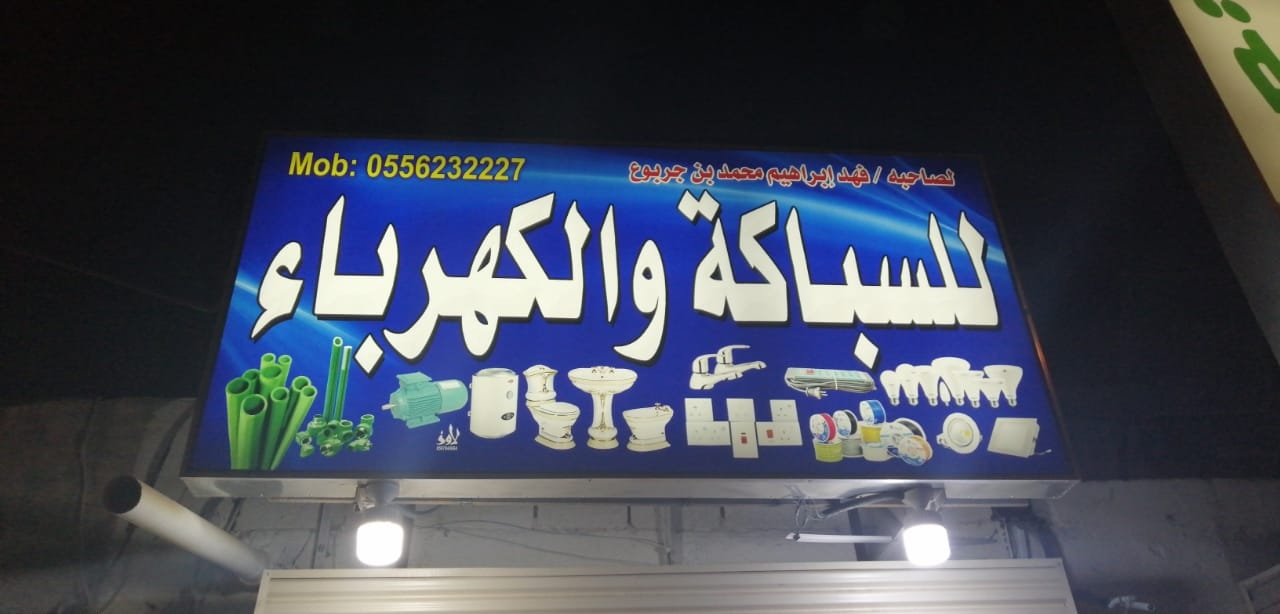 لصاحبه / فهد إبراهيم محمد بن جربوع
Mob: 0556232227
للسباكة والكهرباء